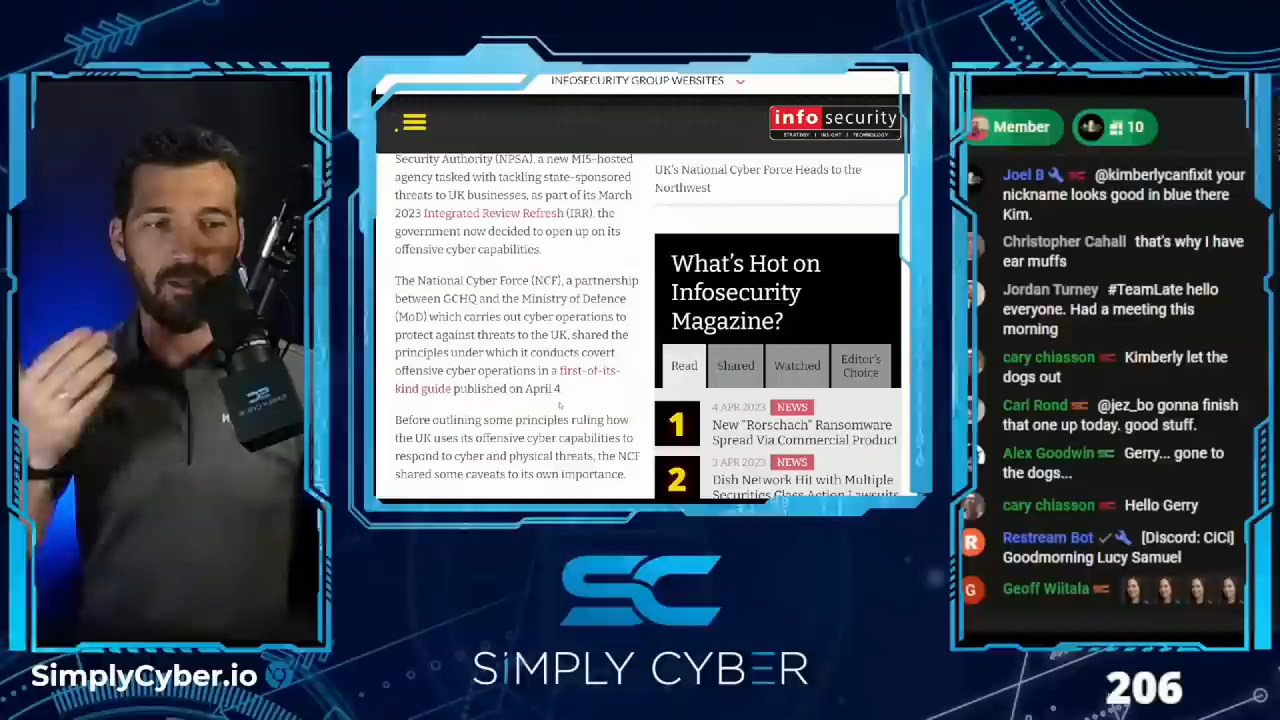 INFOSECURITY GROUP WEBSITES
info security
STRATEGY | INSIGHT | TECHNOLOGY
Security Authority (NPSA), a new MI5-hosted
agency tasked with tackling state-sponsored
threats to UK businesses, as part of its March
2023 Integrated Review Refresh (IRR), the
government now decided to open up on its
offensive cyber capabilities.
The National Cyber Force (NCF), a partnership
between GCHQ and the Ministry of Defence
(MoD) which carries out cyber operations to
protect against threats to the UK, shared the
principles under which it conducts covert
offensive cyber operations in a first-of-its-
kind guide published on April 4.
Before outlining some principles ruling how
the UK uses its offensive cyber capabilities to
respond to cyber and physical threats, the NCF
shared some caveats to its own importance.
UK's National Cyber Force Heads to the
Northwest
What's Hot on
Infosecurity
Magazine?
Read
Shared
Watched
Editor's
Choice
1
4 APR 2023 NEWS
New "Rorschach" Ransomware
Spread Via Commercial Product
2
3 APR 2023 NEWS
Dish Network Hit with Multiple
Securities Class Action Lawsuits
Member
10
Joel B @kimberlycanfixit your
nickname looks good in blue there
Kim.
Christopher Cahall that's why I have
ear muffs
Jordan Turney #TeamLate hello
everyone. Had a meeting this
morning
cary chiasson Kimberly let the
dogs out
Carl Rond @jez_bo gonna finish
that one up today. good stuff.
Alex Goodwin Gerry... gone to
the dogs...
cary chiasson Hello Gerry
R
Restream Bot [Discord: CiCi]
Goodmorning Lucy Samuel
G
Geoff Wiitala
SC
SIMPLY CYBER
SimplyCyber.io
206